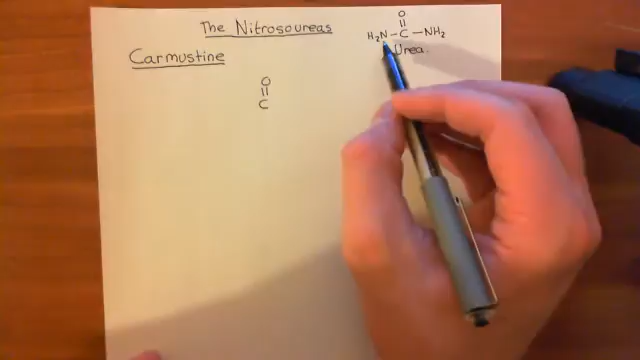 The Nitrosoureas
O
||
H₂N – C – NH₂
Urea.
Carmustine
O
||
C